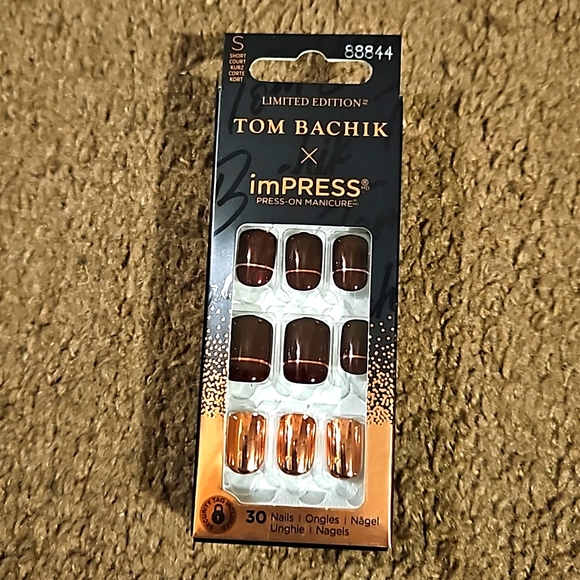 S
SHORT
COURT
KURZ
CORTE
KORT
88844
LIMITED EDITION
TOM BACHIK
×
imPRESS®
PRESS-ON MANICURE
30 Nails | Ongles | Nägel
Unghie | Nagels